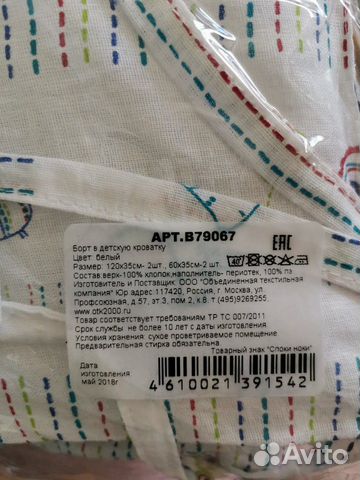 АРТ.В79067
Борт в детскую кроватку
Цвет: белый
Размер: 120х35см- 2шт., 60х35см-2 шт.
Состав:верх-100% хлопок,наполнитель- периотек, 100% пэ
Изготовитель и Поставщик: ООО "Объединенная текстильная
компания" Юр адрес 117420, Россия, г. Москва, ул.
Профсоюзная, д.57, эт.3, пом 2, к.8. т.(495)9269255.
www.otk2000.ru
Товар соответствует требованиям ТР ТС 007/2011
Срок службы: не более 10 лет с даты изготовления.
Условия хранения: сухое проветриваемое помещение.
Предварительная стирка обязательна.
Товарный знак "Споки ноки"
Дата
изготовления
май 2018г
4 610021 391542
Avito